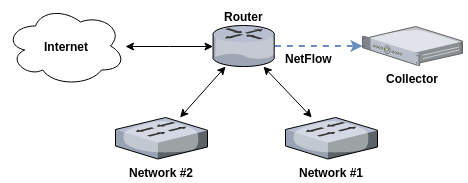 Router
Internet
NetFlow
Collector
Network #2
Network #1